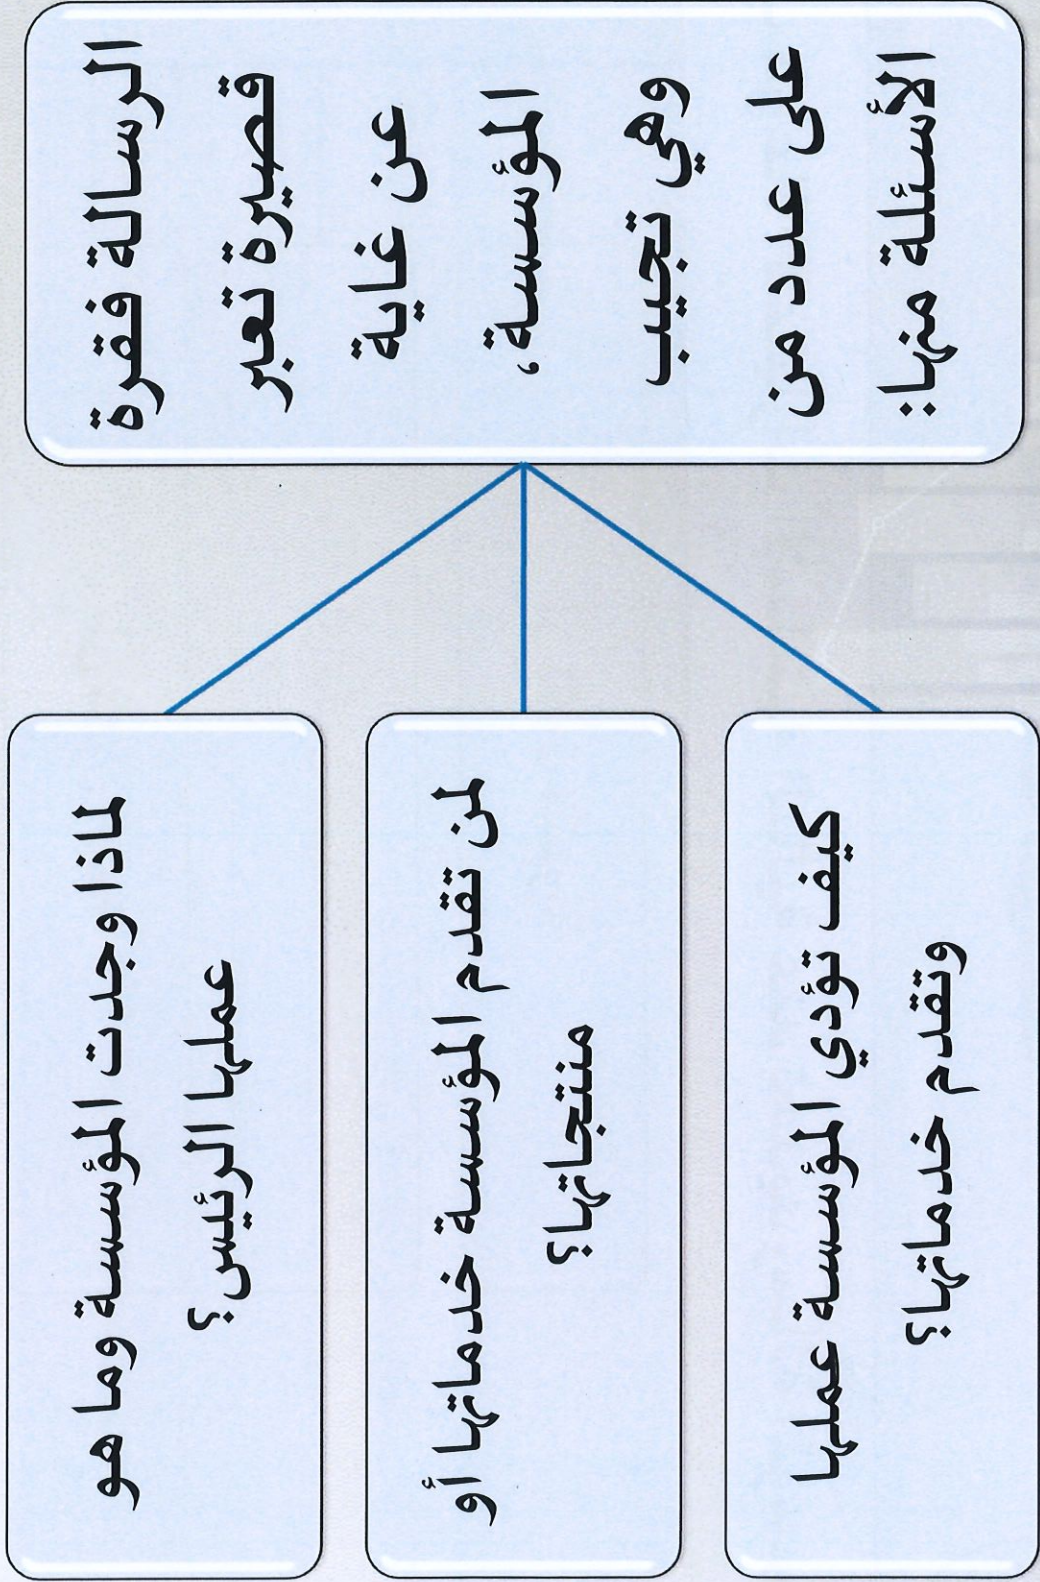 الرسالة فقرة
قصيرة تعبر
عن غاية
المؤسسة،
وهي تجيب
على عدد من
الأسئلة منها:
لماذا وجدت المؤسسة وما هو
عملها الرئيس؟
لمن تقدم المؤسسة خدماتها أو
منتجاتها؟
كيف تؤدي المؤسسة عملها
وتقدم خدماتها؟